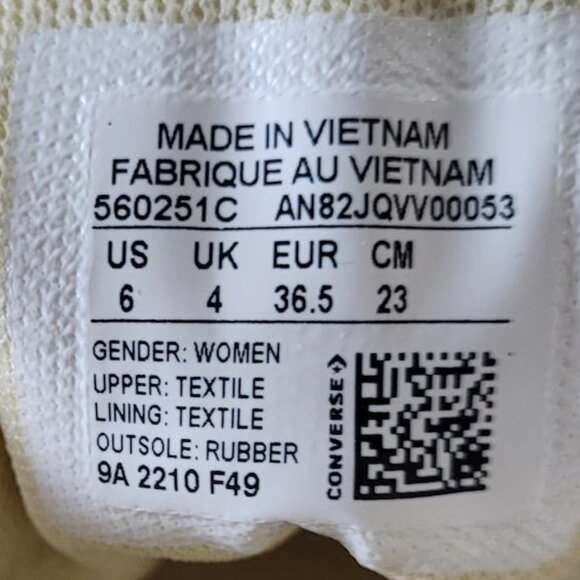 MADE IN VIETNAM
FABRIQUE AU VIETNAM
560251C AN82JQVV00053
US UK EUR CM
6 4 36.5 23
GENDER: WOMEN
UPPER: TEXTILE
LINING: TEXTILE
OUTSOLE: RUBBER
9A 2210 F49
CONVERSE